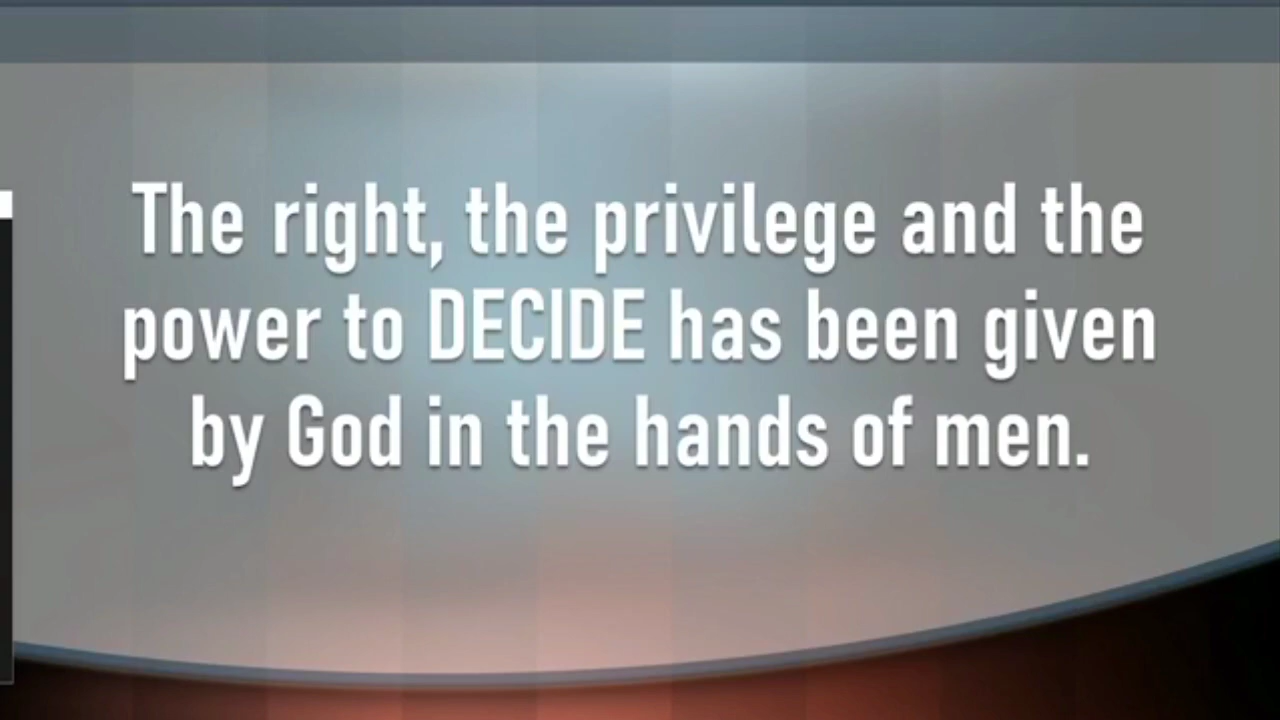 The right, the privilege and the
power to DECIDE has been given
by God in the hands of men.